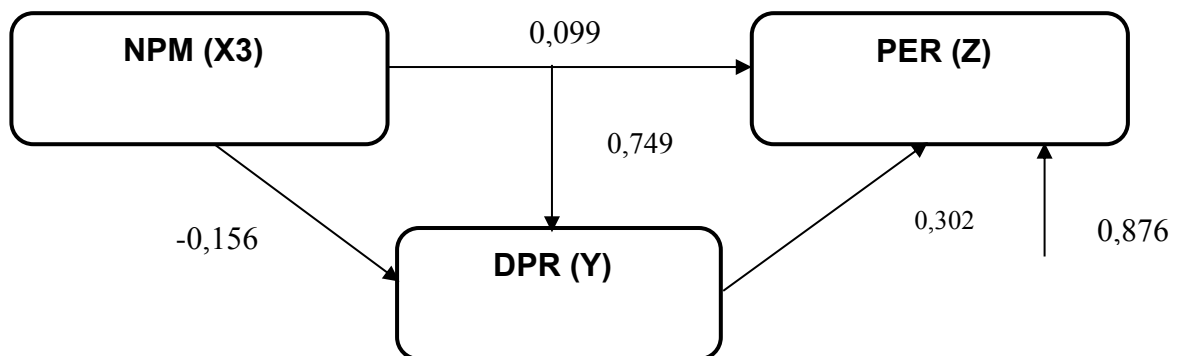 NPM (X3)
0,099
PER (Z)
0,749
-0,156
0,302
0,876
DPR (Y)